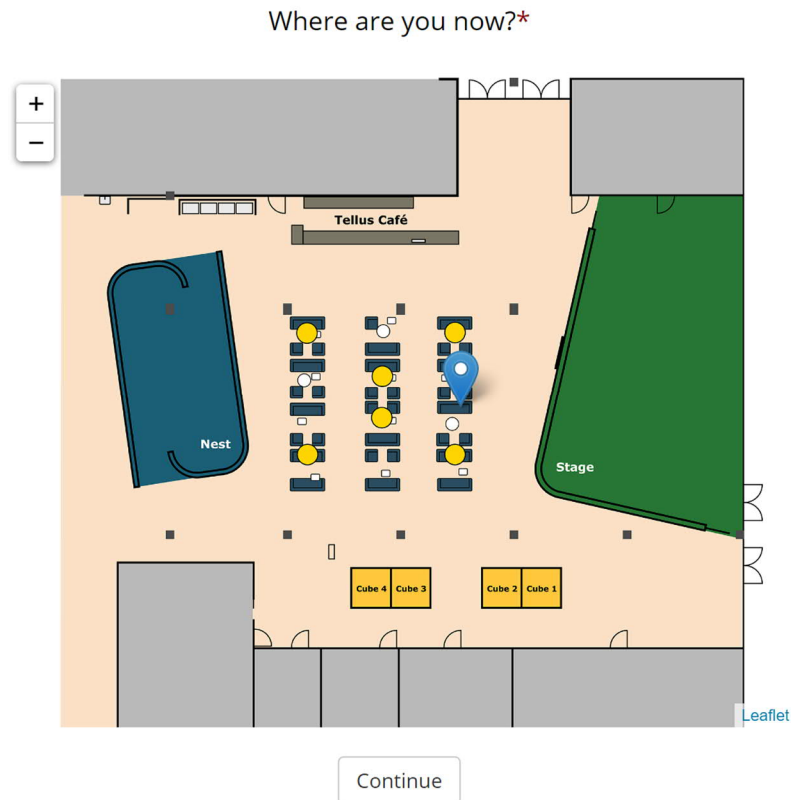 Where are you now?*
+
−
Tellus Café
Nest
Stage
Cube 4 Cube 3 Cube 2 Cube 1
Leaflet
Continue